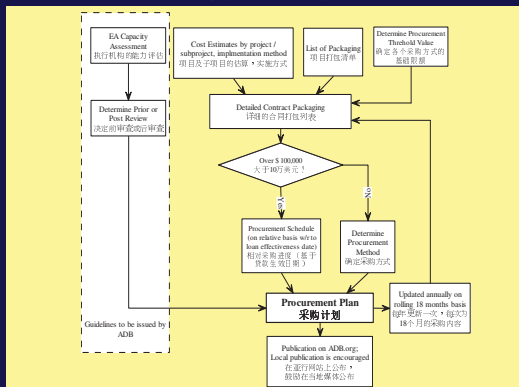 EA Capacity
Assessment
执行机构的能力评估
Determine Prior or
Post Review
决定前审查或后审查
Guidelines to be issued by
ADB
Cost Estimates by project /
subproject, implmentation method
项目及子项目的估算，实施方式
List of Packaging
项目打包清单
Determine Procurement
Threhold Value
确定各个采购方式的
基础限额
Detailed Contract Packaging
详细的合同打包列表
Over $ 100,000
大于10万美元！
Yes
No
Procurement Schedule
(on relative basis w/r to
loan effectiveness date)
相对采购进度（基于
贷款生效日期）
Determine
Procurement
Method
确定采购方式
Procurement Plan
采购计划
Updated annually on
rolling 18 months basis
每年更新一次，每次为
18个月的采购内容
Publication on ADB.org;
Local publication is encouraged
在亚行网站上公布，
鼓励在当地媒体公布